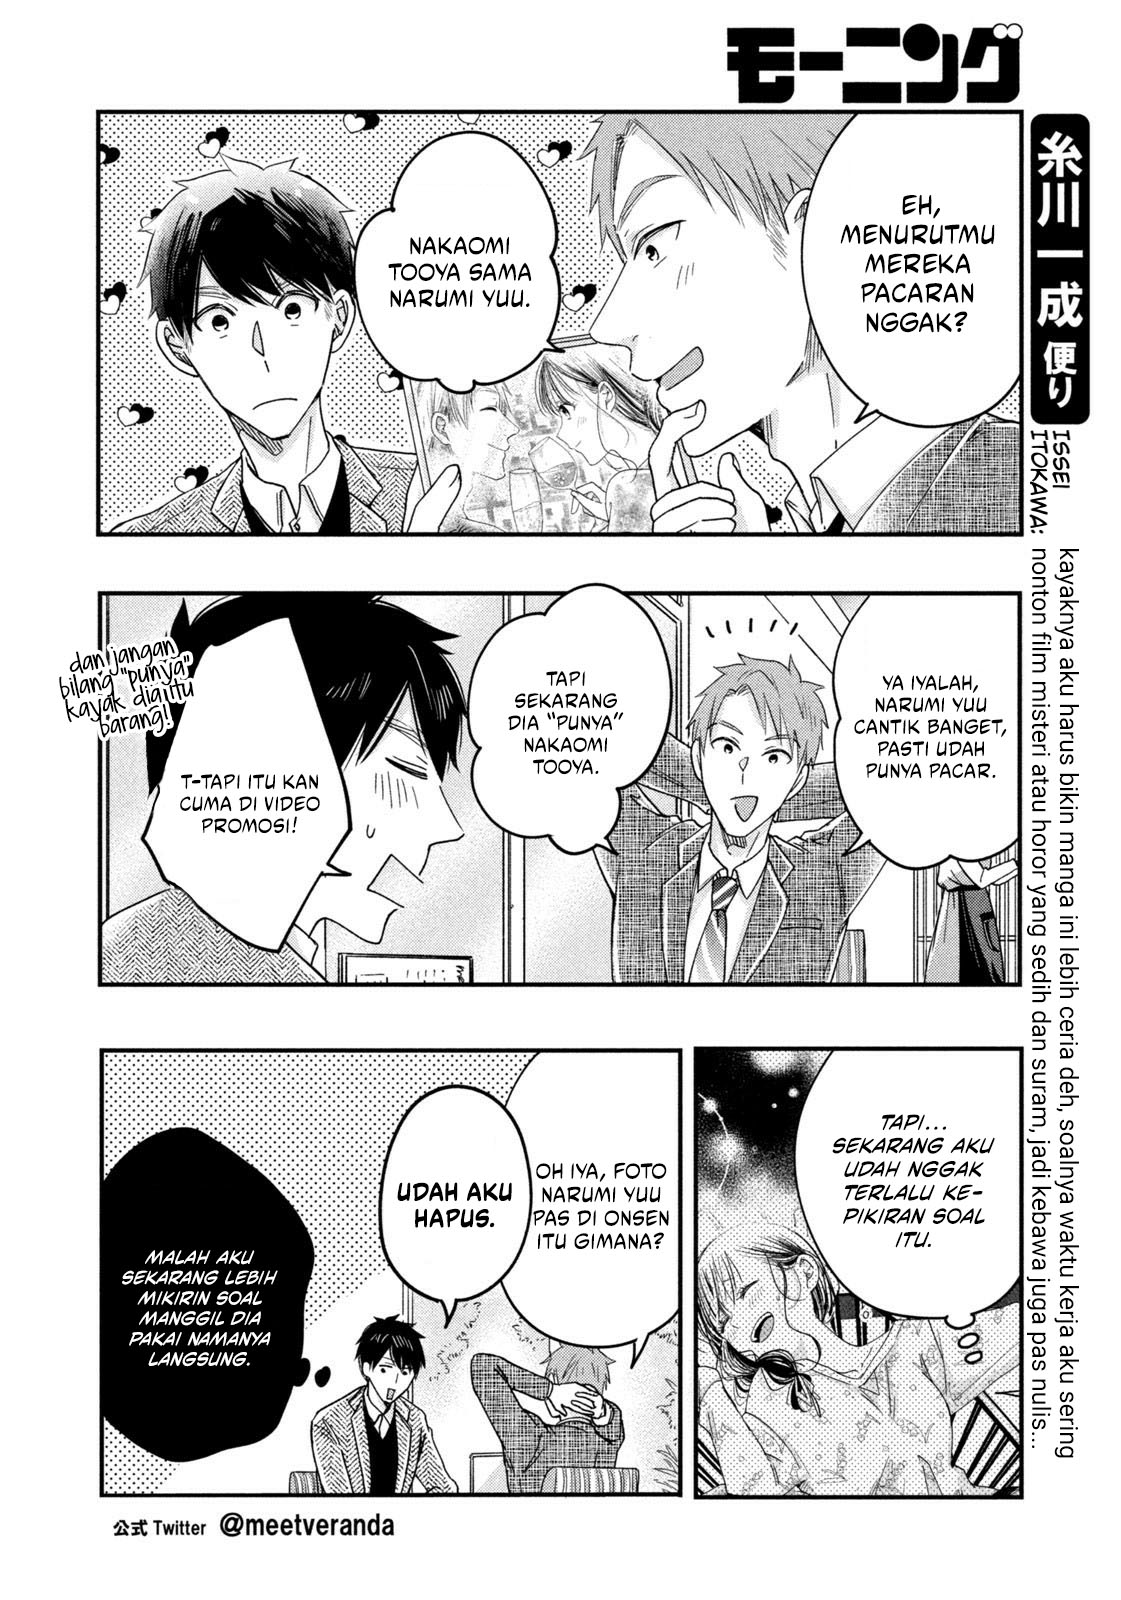 モーニング
糸川一成 便り
ISSEI
ITOKAWA:
kayaknya aku harus bikin manga ini lebih ceria deh, soalnya waktu kerja aku sering
nonton film misteri atau horor yang sedih dan suram, jadi kebawa juga pas nulis...
EH,
MENURUTMU
MEREKA
PACARAN
NGGAK?
NAKAOMI
TOOYA SAMA
NARUMI YUU.
YA IYALAH,
NARUMI YUU
CANTIK BANGET,
PASTI UDAH
PUNYA PACAR.
TAPI
SEKARANG
DIA "PUNYA"
NAKAOMI
TOOYA.
T-TAPI ITU KAN
CUMA DI VIDEO
PROMOSI!
dan jangan
bilang "punya"
kayak dia itu
barang!
TAPI...
SEKARANG AKU
UDAH NGGAK
TERLALU KE-
PIKIRAN SOAL
ITU.
OH IYA, FOTO
NARUMI YUU
PAS DI ONSEN
ITU GIMANA?
UDAH AKU
HAPUS.
MALAH AKU
SEKARANG LEBIH
MIKIRIN SOAL
MANGGIL DIA
PAKAI NAMANYA
LANGSUNG.
公式 Twitter @meetveranda